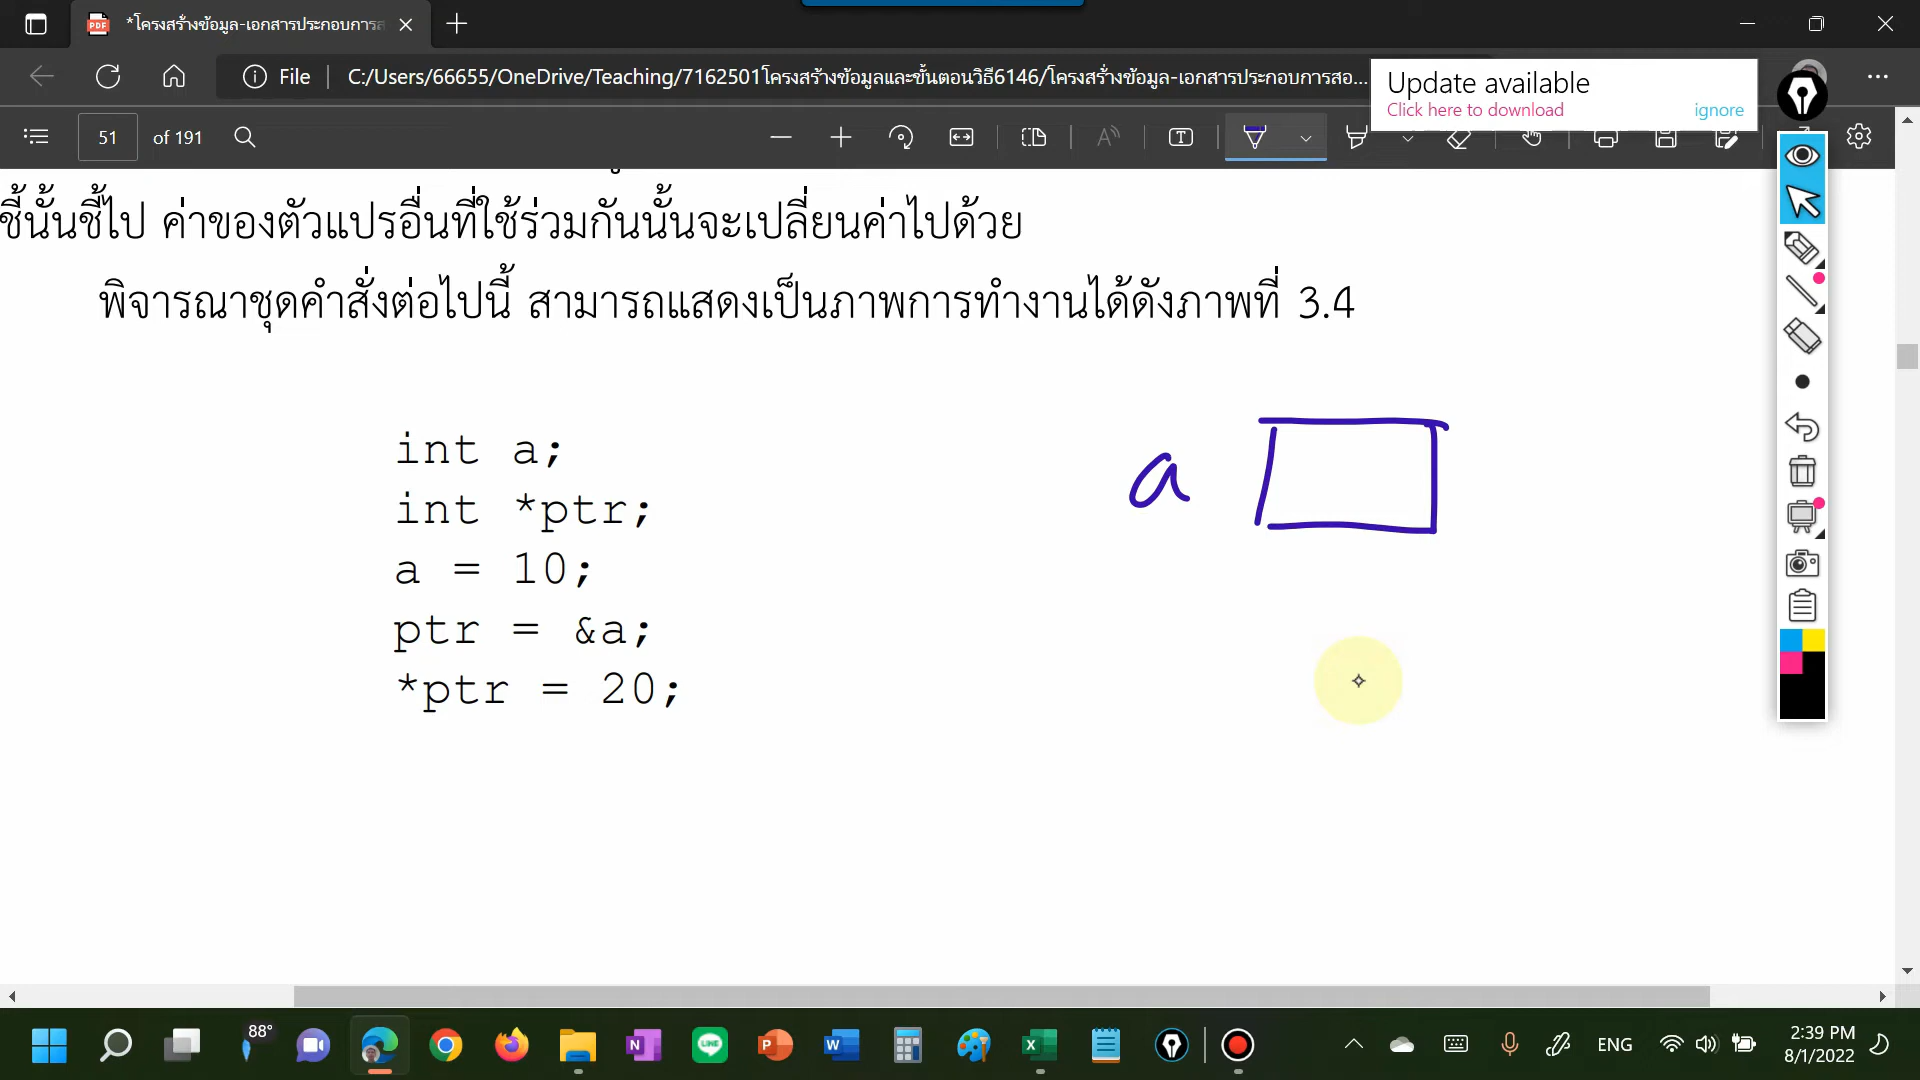 *โครงสร้างข้อมูล-เอกสารประกอบการส
File
C:/Users/66655/OneDrive/Teaching/7162501โครงสร้างข้อมูลและขั้นตอนวิธี6146/โครงสร้างข้อมูล-เอกสารประกอบการสอ...
Update available
Click here to download
ignore
51
of 191
ชี้นั้นชี้ไป ค่าของตัวแปรอื่นที่ใช้ร่วมกันนั้นจะเปลี่ยนค่าไปด้วย
พิจารณาชุดคำสั่งต่อไปนี้ สามารถแสดงเป็นภาพการทำงานได้ดังภาพที่ 3.4
int a;
int *ptr;
a = 10;
ptr = &a;
*ptr = 20;
a
88°
ENG
2:39 PM
8/1/2022